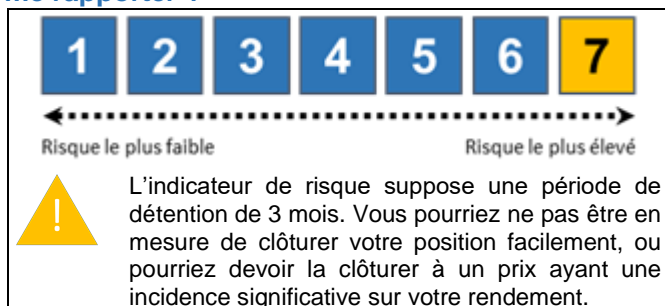 me rapporter ?
1 2 3 4 5 6 7
Risque le plus faible Risque le plus élevé
!
L'indicateur de risque suppose une période de
détention de 3 mois. Vous pourriez ne pas être en
mesure de clôturer votre position facilement, ou
pourriez devoir la clôturer à un prix ayant une
incidence significative sur votre rendement.